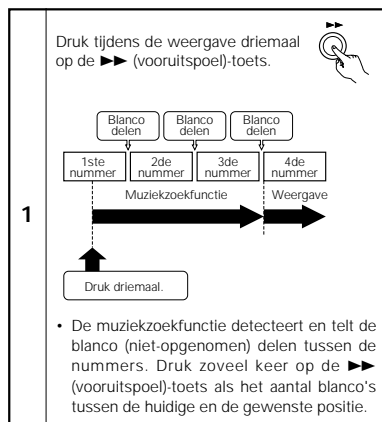 ▶▶
Druk tijdens de weergave driemaal
op de ▶▶ (vooruitspoel)-toets.
Blanco
delen
Blanco
delen
Blanco
delen
1ste
nummer
2de
nummer
3de
nummer
4de
nummer
Muziekzoekfunctie
Weergave
1
Druk driemaal.
• De muziekzoekfunctie detecteert en telt de
blanco (niet-opgenomen) delen tussen de
nummers. Druk zoveel keer op de ▶▶
(vooruitspoel)-toets als het aantal blanco's
tussen de huidige en de gewenste positie.